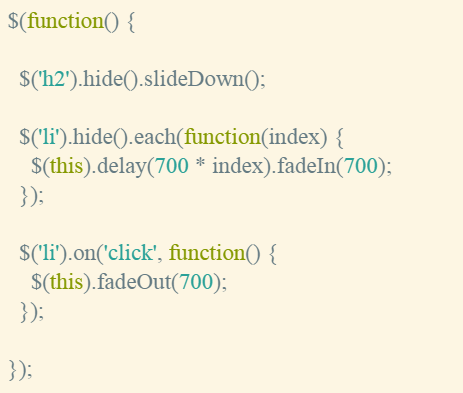 $(function() {
$('h2').hide().slideDown();
$('li').hide().each(function(index) {
$(this).delay(700 * index).fadeIn(700);
});
$('li').on('click', function() {
$(this).fadeOut(700);
});
});